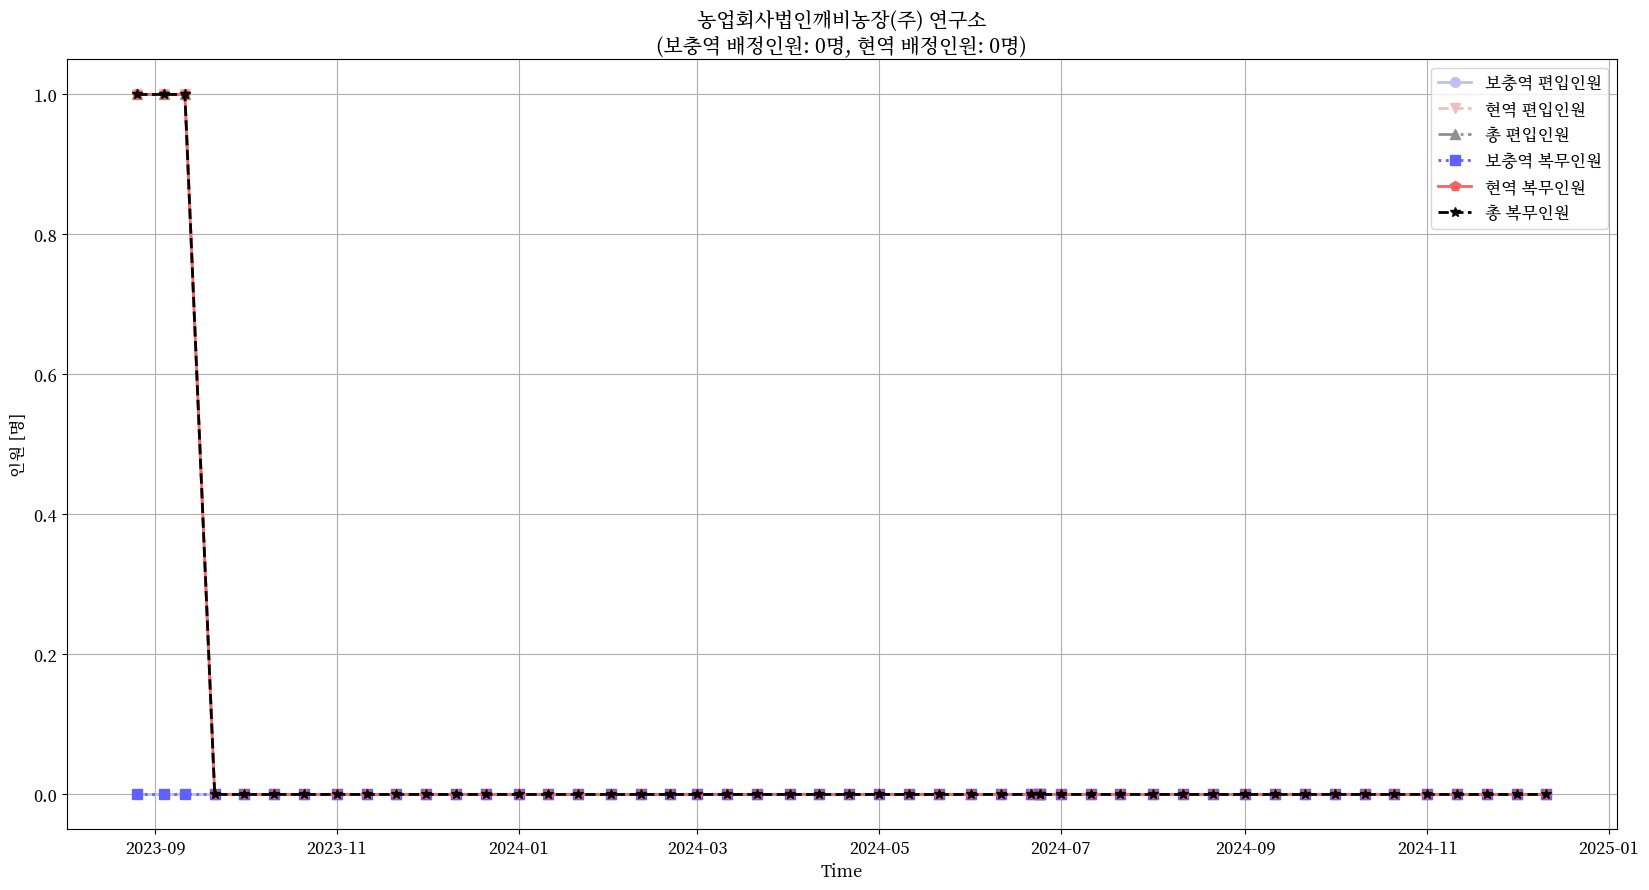 농업회사법인깨비농장(주) 연구소
(보충역 배정인원: 0명, 현역 배정인원: 0명)
보충역 편입인원
현역 편입인원
총 편입인원
보충역 복무인원
현역 복무인원
총 복무인원
1.0
0.8
0.6
0.4
0.2
0.0
인원 [명]
2023-09 2023-11 2024-01 2024-03 2024-05 2024-07 2024-09 2024-11 2025-01
Time